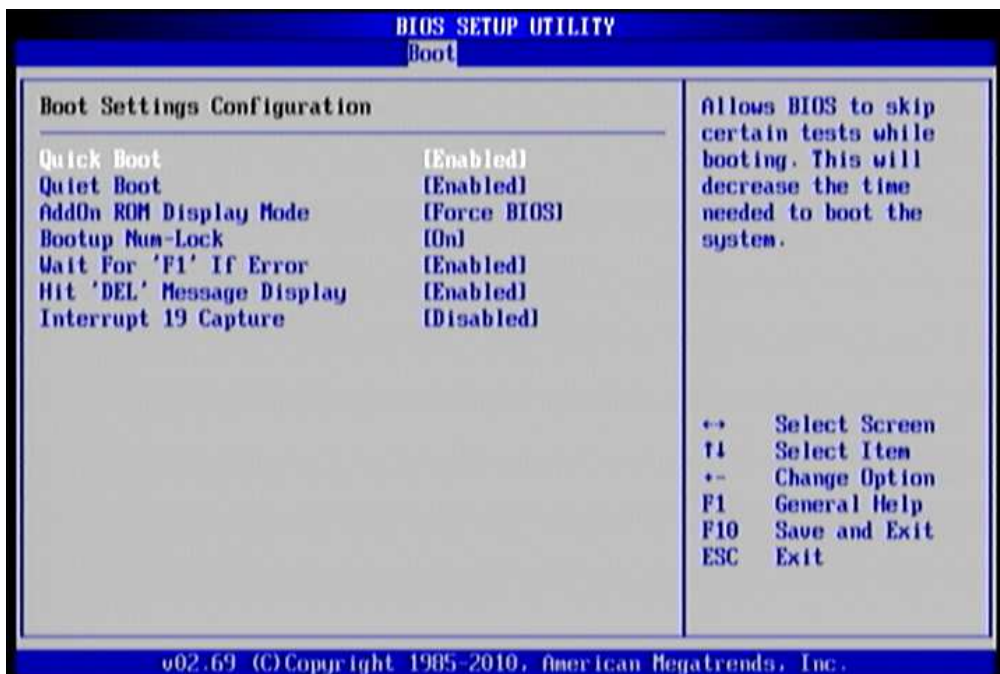 BIOS SETUP UTILITY
Boot
Boot Settings Configuration
Quick Boot [Enabled]
Quiet Boot [Enabled]
AddOn ROM Display Mode [Force BIOS]
Bootup Num-Lock [On]
Wait For 'F1' If Error [Enabled]
Hit 'DEL' Message Display [Enabled]
Interrupt 19 Capture [Disabled]
Allows BIOS to skip
certain tests while
booting. This will
decrease the time
needed to boot the
system.
←→ Select Screen
↑↓ Select Item
+- Change Option
F1 General Help
F10 Save and Exit
ESC Exit
v02.69 (C)Copyright 1985-2010, American Megatrends, Inc.